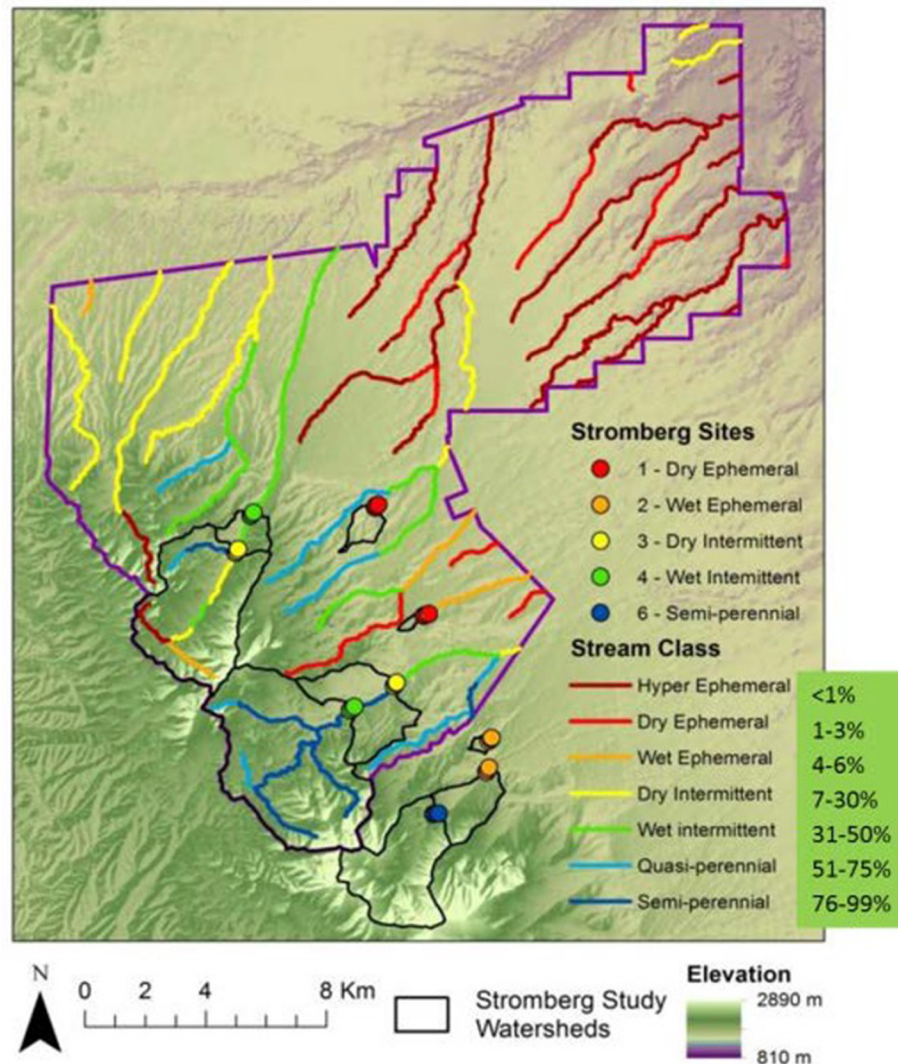 Stromberg Sites
1 - Dry Ephemeral
2 - Wet Ephemeral
3 - Dry Intermittent
4 - Wet Intemittent
6 - Semi-perennial
Stream Class
Hyper Ephemeral <1%
Dry Ephemeral 1-3%
Wet Ephemeral 4-6%
Dry Intermittent 7-30%
Wet intermittent 31-50%
Quasi-perennial 51-75%
Semi-perennial 76-99%
N
0 2 4 8 Km
Stromberg Study
Watersheds
Elevation
2890 m
810 m